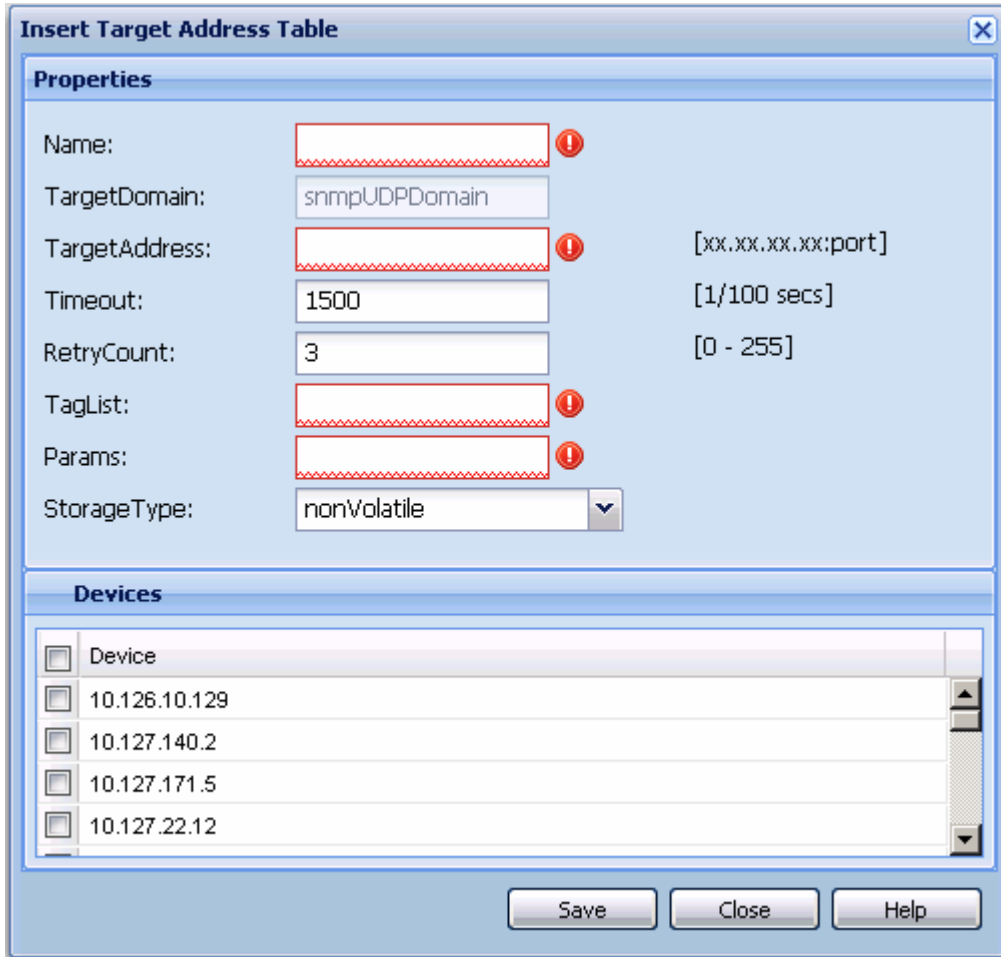 Insert Target Address Table
Properties
Name:
TargetDomain: snmpUDPDomain
TargetAddress: [xx.xx.xx.xx:port]
Timeout: 1500 [1/100 secs]
RetryCount: 3 [0 - 255]
TagList:
Params:
StorageType: nonVolatile
Devices
Device
10.126.10.129
10.127.140.2
10.127.171.5
10.127.22.12
Save Close Help